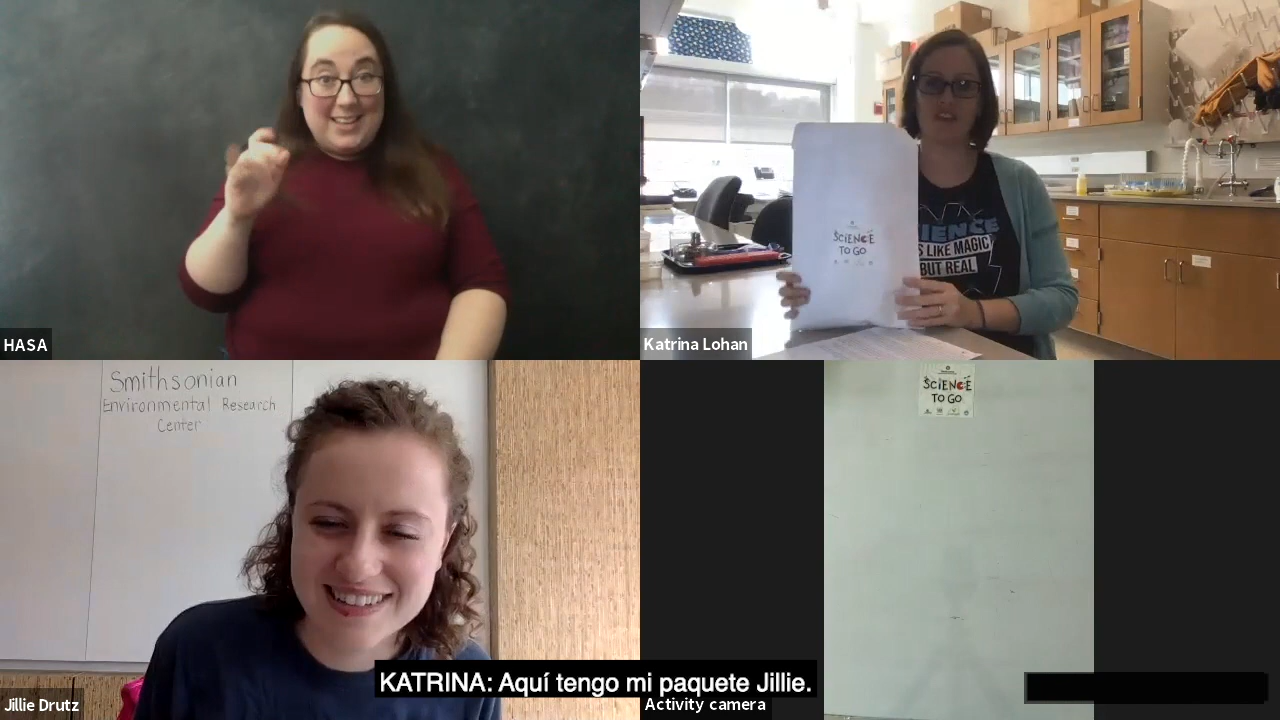 HASA
SCIENCE
TO GO
SCIENCE
IS LIKE MAGIC
BUT REAL
Katrina Lohan
Smithsonian
Environmental Research
Center
SCIENCE
TO GO
Jillie Drutz
KATRINA: Aquí tengo mi paquete Jillie.
Activity camera